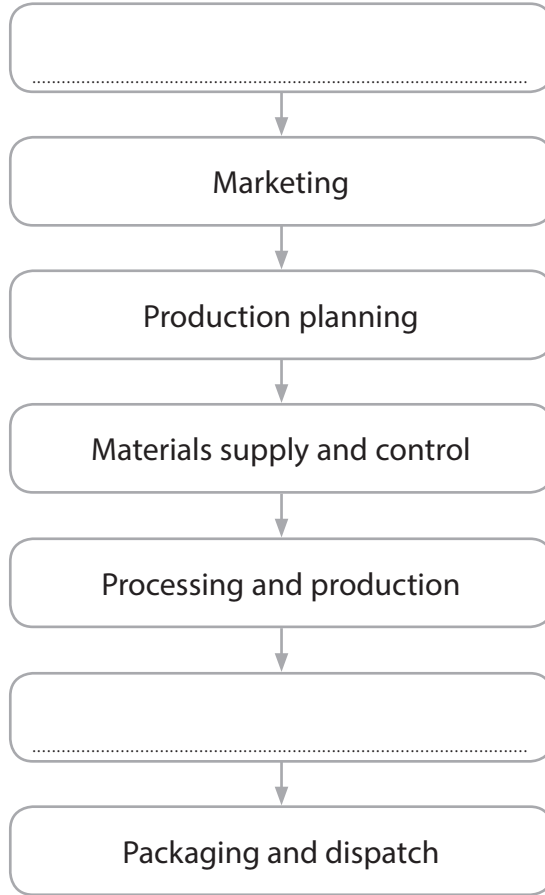 Marketing
Production planning
Materials supply and control
Processing and production
Packaging and dispatch